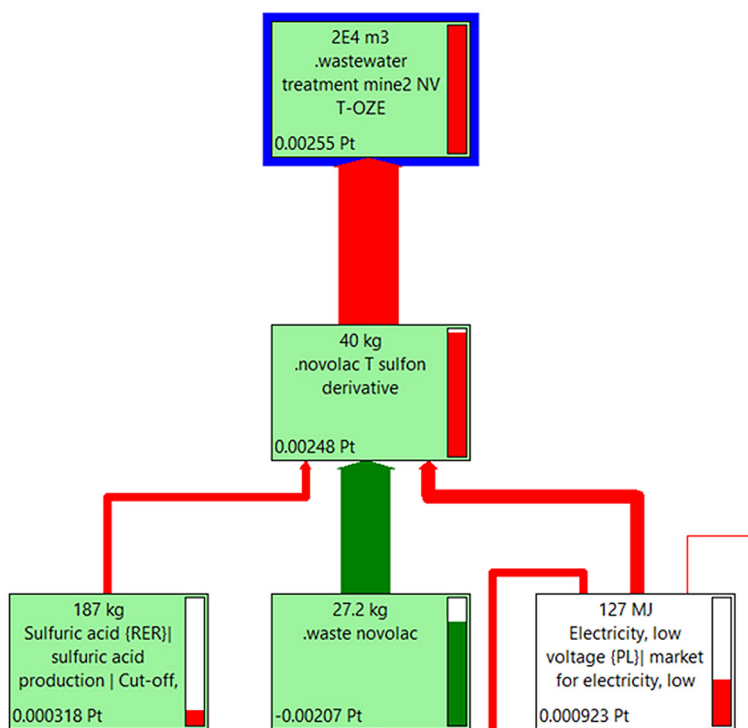 2E4 m3
.wastewater
treatment mine2 NV
T-OZE
0.00255 Pt
40 kg
.novolac T sulfon
derivative
0.00248 Pt
187 kg
Sulfuric acid {RER}|
sulfuric acid
production | Cut-off,
0.000318 Pt
27.2 kg
.waste novolac
-0.00207 Pt
127 MJ
Electricity, low
voltage {PL}| market
for electricity, low
0.000923 Pt